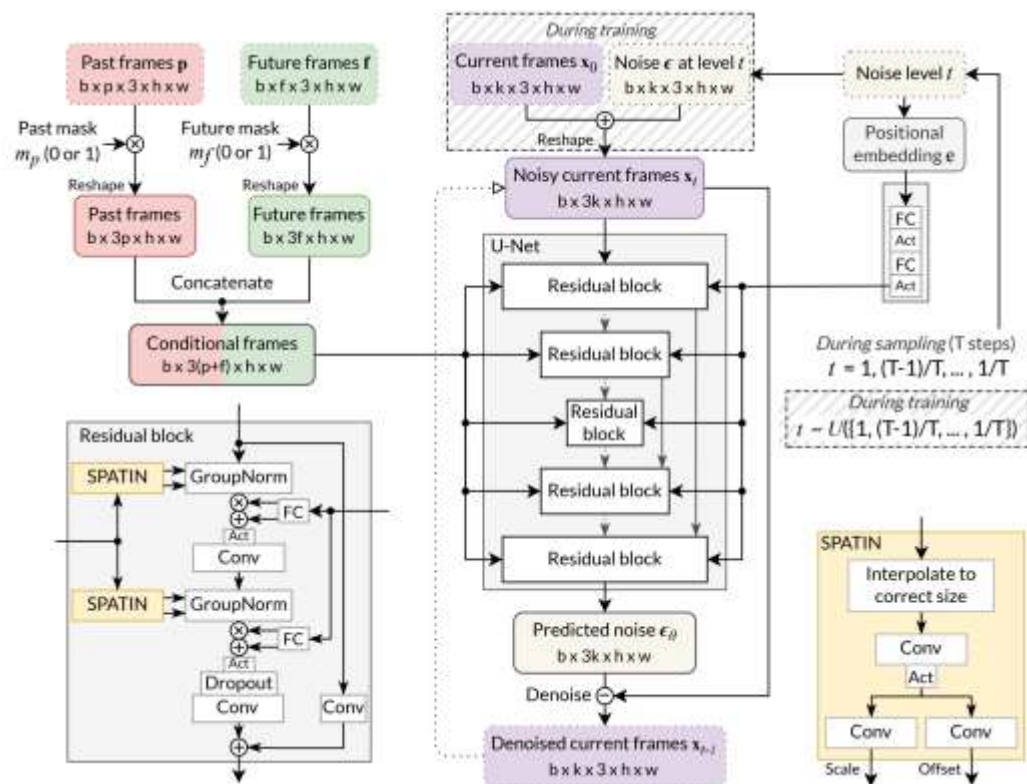 During training
Past frames p
b x p x 3 x h x w
Future frames f
b x f x 3 x h x w
Current frames x₀
b x k x 3 x h x w
Noise ϵ at level t
b x k x 3 x h x w
Noise level t
Past mask
mₚ (0 or 1)
Future mask
m_f (0 or 1)
Reshape
Reshape
Reshape
Positional
embedding e
FC
Act
FC
Act
Past frames
b x 3p x h x w
Future frames
b x 3f x h x w
Noisy current frames xₜ
b x 3k x h x w
Concatenate
Conditional frames
b x 3(p+f) x h x w
U-Net
Residual block
Residual block
Residual
block
Residual block
Residual block
During sampling (T steps)
t = 1, (T-1)/T, ... , 1/T
During training
t ~ U({1, (T-1)/T, ... , 1/T})
Predicted noise ϵ_θ
b x 3k x h x w
Denoise
Denoised current frames xₜ₋₁
b x k x 3 x h x w
Residual block
SPATIN
GroupNorm
FC
Act
Conv
SPATIN
GroupNorm
FC
Act
Dropout
Conv
Conv
SPATIN
Interpolate to
correct size
Conv
Act
Conv
Conv
Scale
Offset